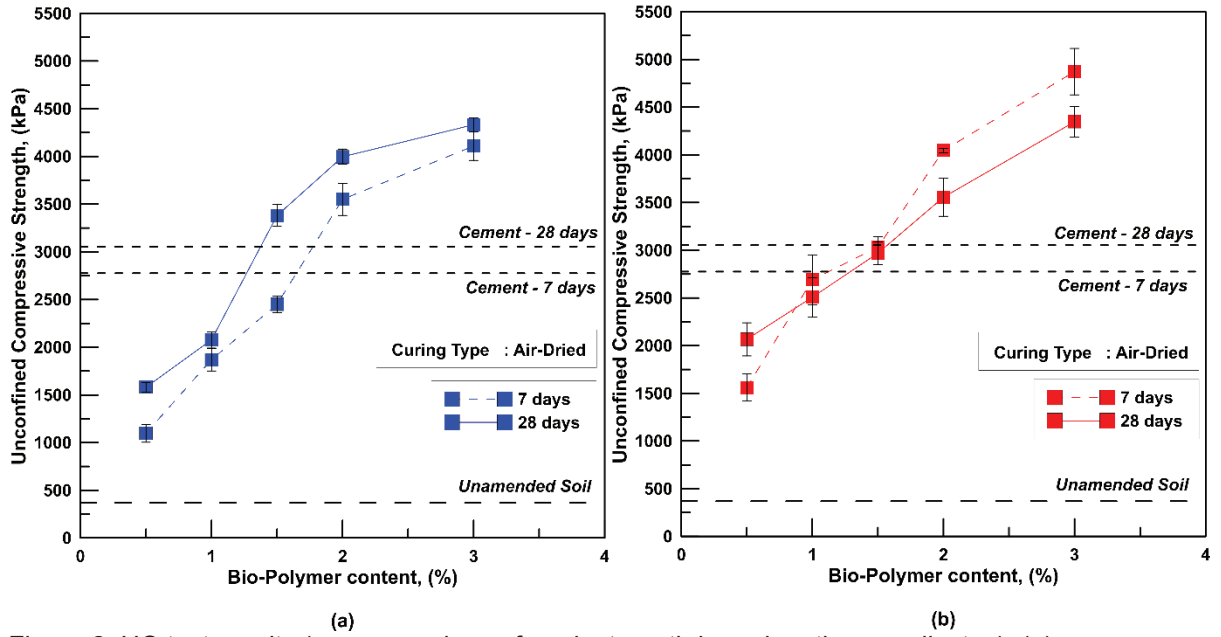 5500
5000
4500
4000
3500
3000
2500
2000
1500
1000
500
0
Unconfined Compressive Strength, (kPa)
Cement - 28 days
Cement - 7 days
Curing Type : Air-Dried
7 days
28 days
Unamended Soil
0 1 2 3 4
Bio-Polymer content, (%)
(a)
5500
5000
4500
4000
3500
3000
2500
2000
1500
1000
500
0
Unconfined Compressive Strength, (kPa)
Cement - 28 days
Cement - 7 days
Curing Type : Air-Dried
7 days
28 days
Unamended Soil
0 1 2 3 4
Bio-Polymer content, (%)
(b)